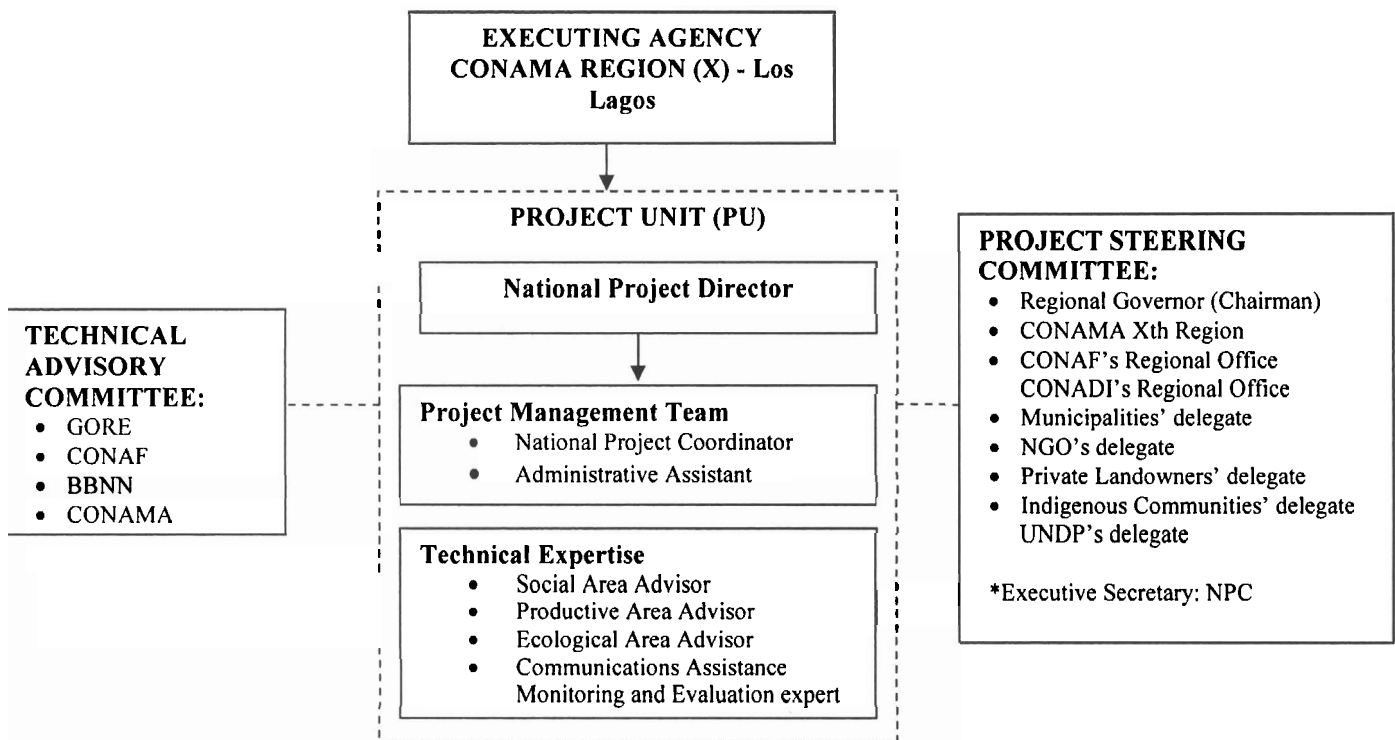 EXECUTING AGENCY
CONAMA REGION (X) - Los
Lagos
PROJECT UNIT (PU)
National Project Director
Project Management Team
• National Project Coordinator
• Administrative Assistant
Technical Expertise
• Social Area Advisor
• Productive Area Advisor
• Ecological Area Advisor
• Communications Assistance
Monitoring and Evaluation expert
TECHNICAL
ADVISORY
COMMITTEE:
• GORE
• CONAF
• BBNN
• CONAMA
PROJECT STEERING
COMMITTEE:
• Regional Governor (Chairman)
• CONAMA Xth Region
• CONAF's Regional Office
CONADI's Regional Office
• Municipalities' delegate
• NGO's delegate
• Private Landowners' delegate
• Indigenous Communities' delegate
UNDP's delegate
*Executive Secretary: NPC